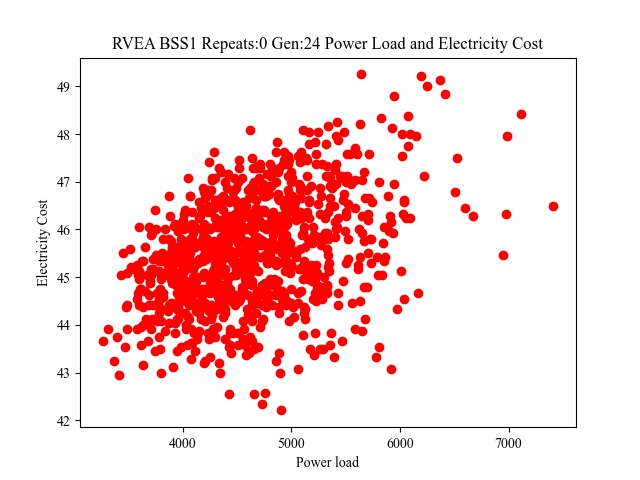 RVEA BSS1 Repeats:0 Gen:24 Power Load and Electricity Cost
49
48
47
46
45
44
43
42
Electricity Cost
4000 5000 6000 7000
Power load